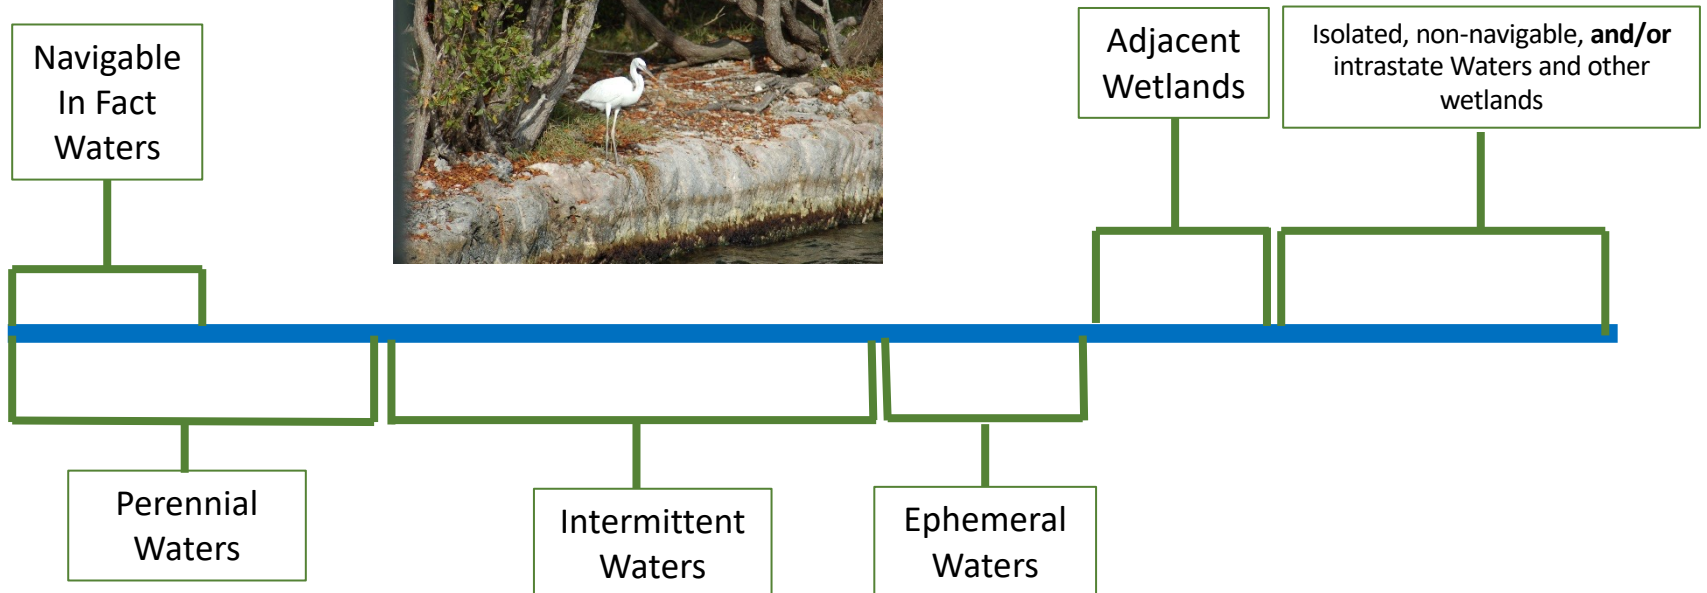 Navigable
In Fact
Waters
Adjacent
Wetlands
Isolated, non-navigable, and/or
intrastate Waters and other
wetlands
Perennial
Waters
Intermittent
Waters
Ephemeral
Waters